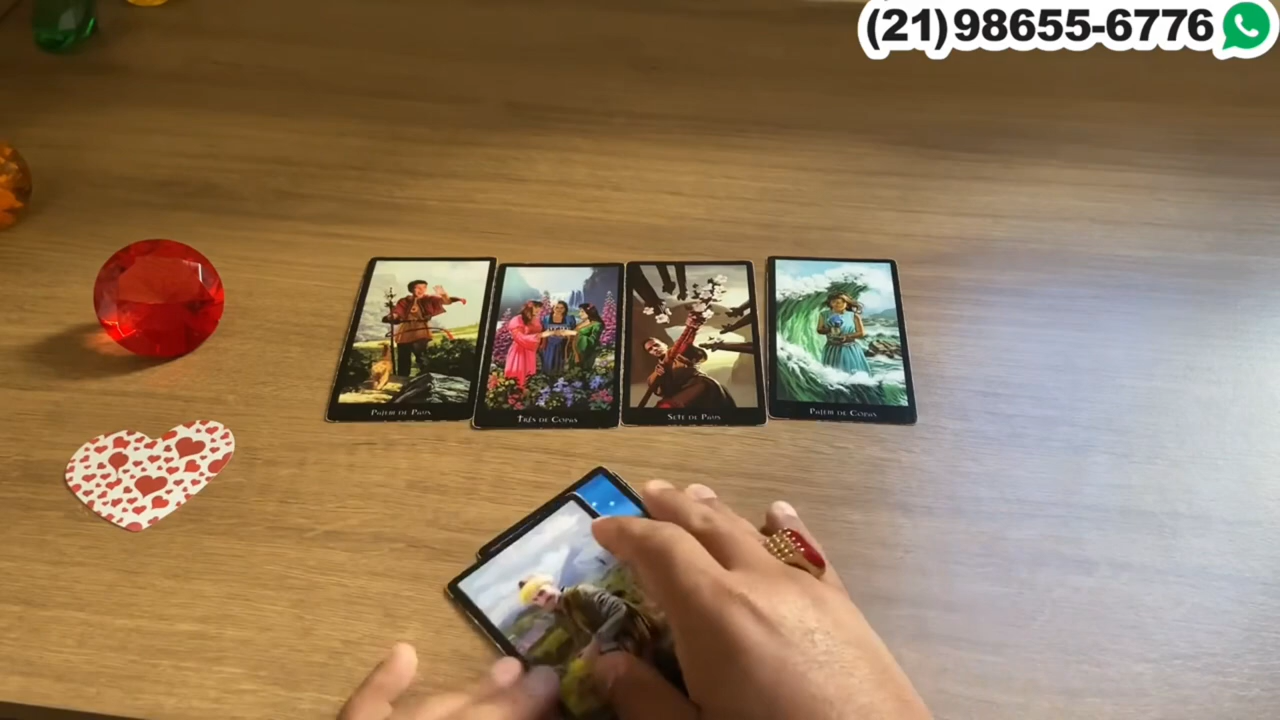 (21)98655-6776
PAJEM DE PAUS
TRÊS DE COPAS
SETE DE PAUS
PAJEM DE COPAS